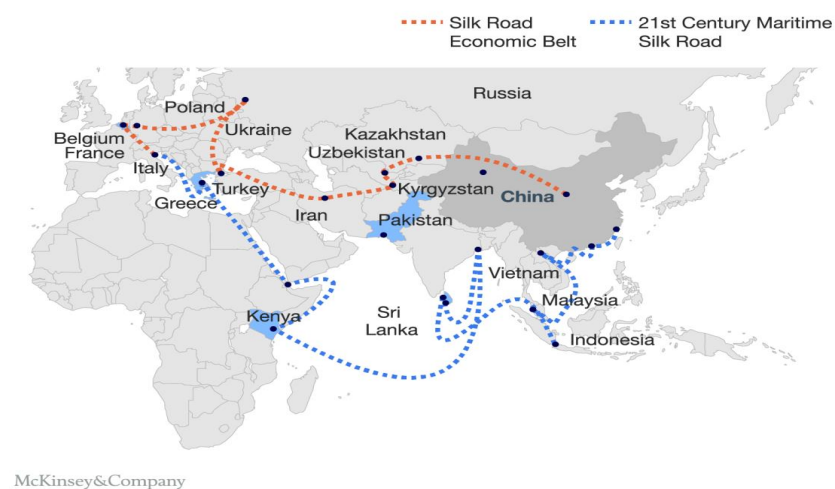 Silk Road
Economic Belt
21st Century Maritime
Silk Road
Russia
Poland
Ukraine
Kazakhstan
Belgium
Uzbekistan
France
Italy
Turkey
Kyrgyzstan
China
Greece
Iran
Pakistan
Vietnam
Malaysia
Kenya
Sri
Lanka
Indonesia
McKinsey&Company